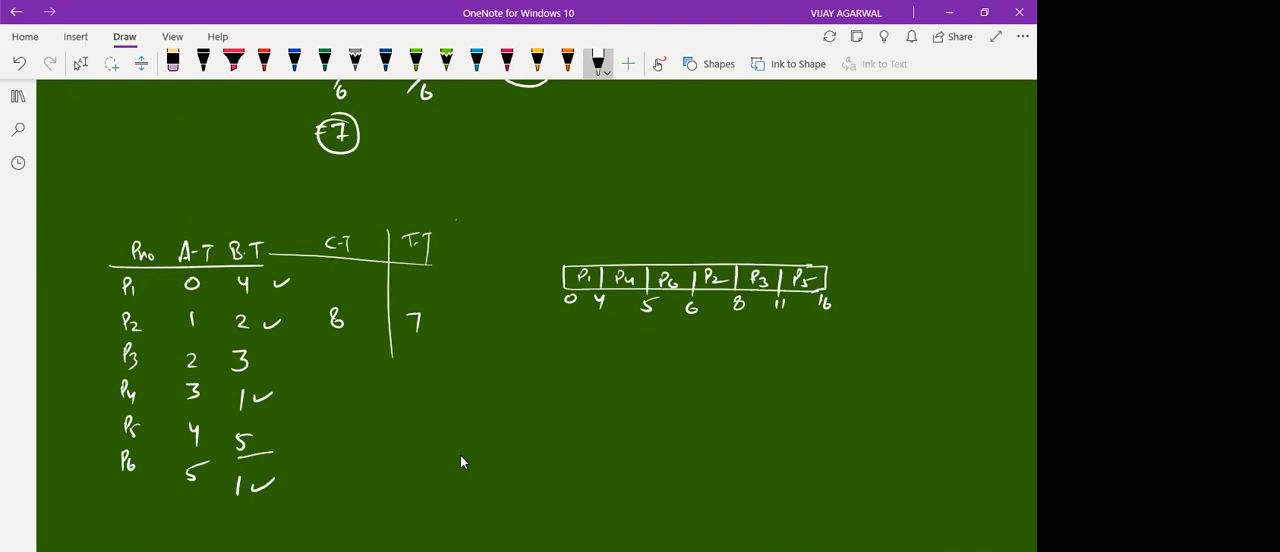 OneNote for Windows 10
VIJAY AGARWAL
Home Insert Draw View Help
Share
Shapes Ink to Shape Ink to Text
/6 /6
=7
Pno A-T B.T C-T T-T
P1 0 4 ✓
P2 1 2 ✓ 8 7
P3 2 3
P4 3 1 ✓
P5 4 5
P6 5 1 ✓
P1 P4 P6 P2 P3 P5
0 4 5 6 8 11 16